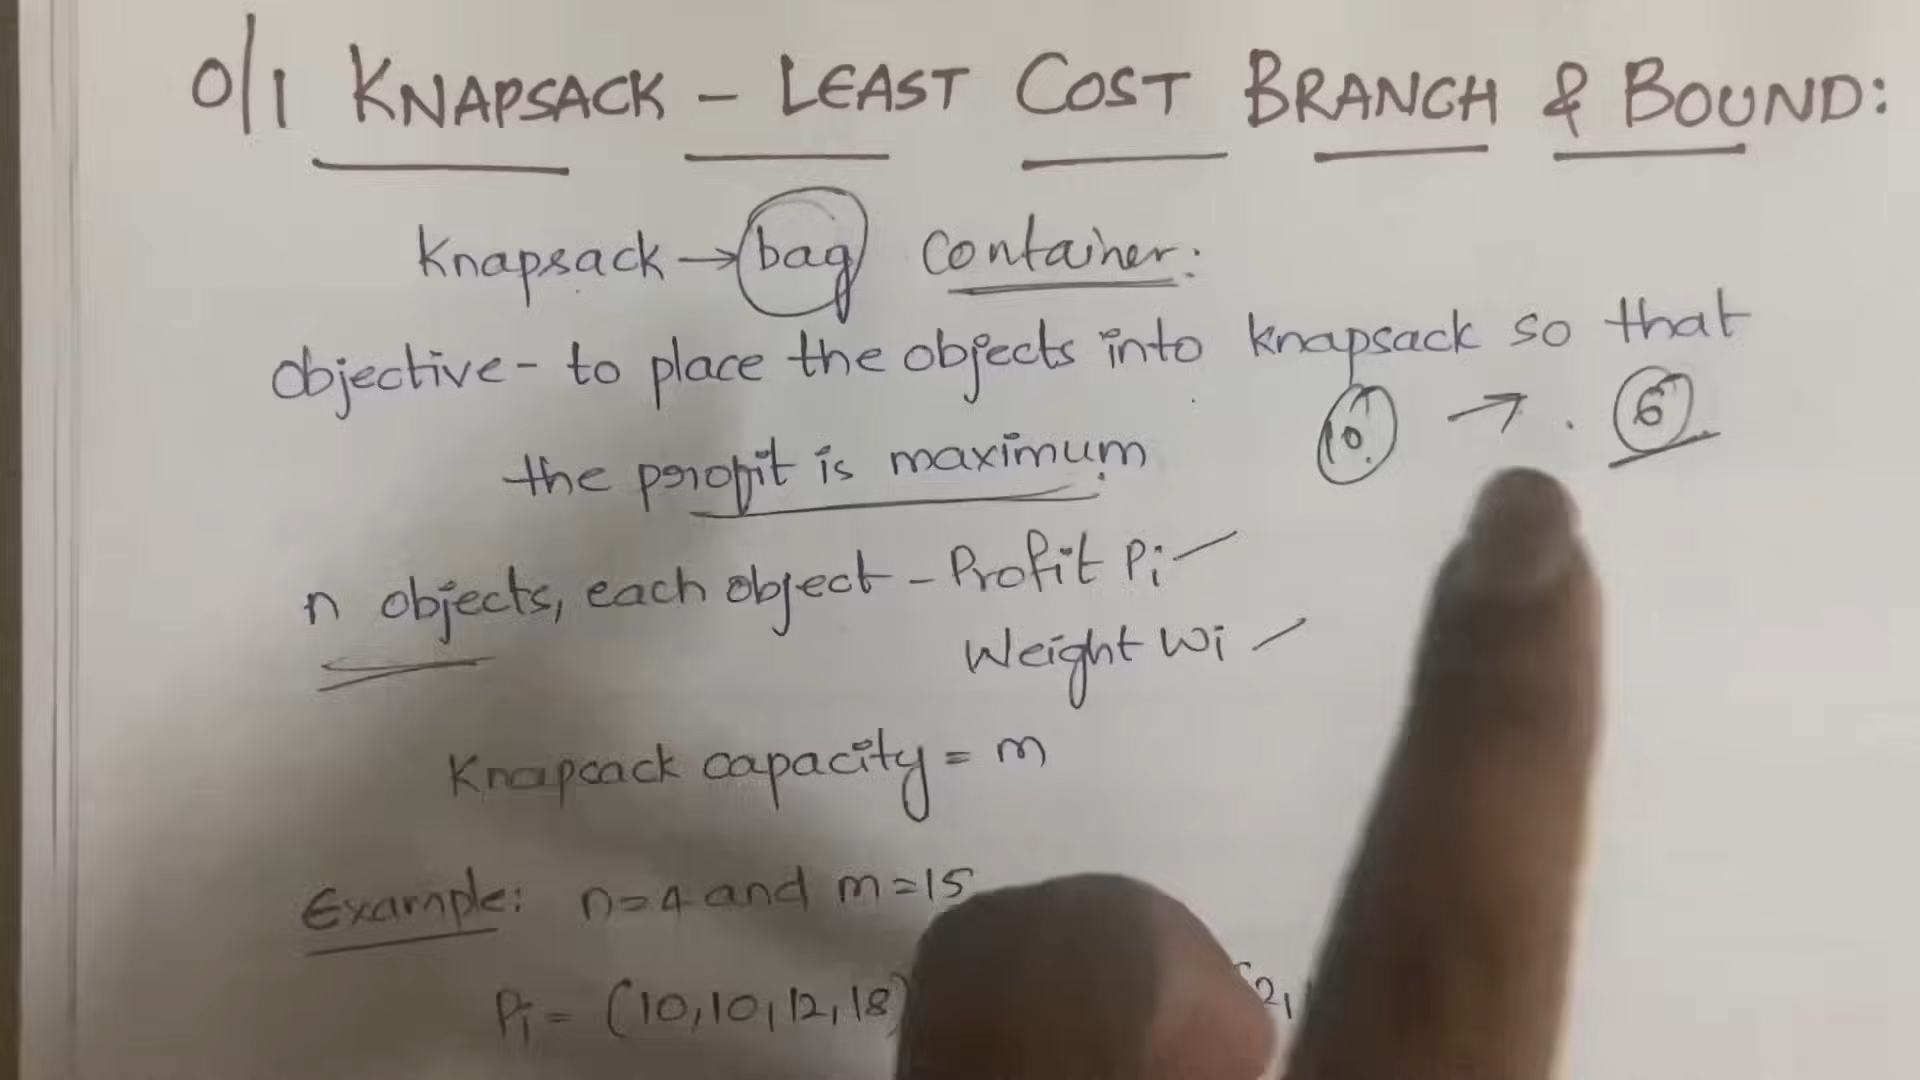 0/1 KNAPSACK - LEAST COST BRANCH & BOUND:
Knapsack → bag container:
objective - to place the objects into knapsack so that
the profit is maximum
10 → 6
n objects, each object - Profit Pi
Weight Wi
Knapsack capacity = m
Example: n=4 and m=15
Pi = (10,10,12,18)
(2,